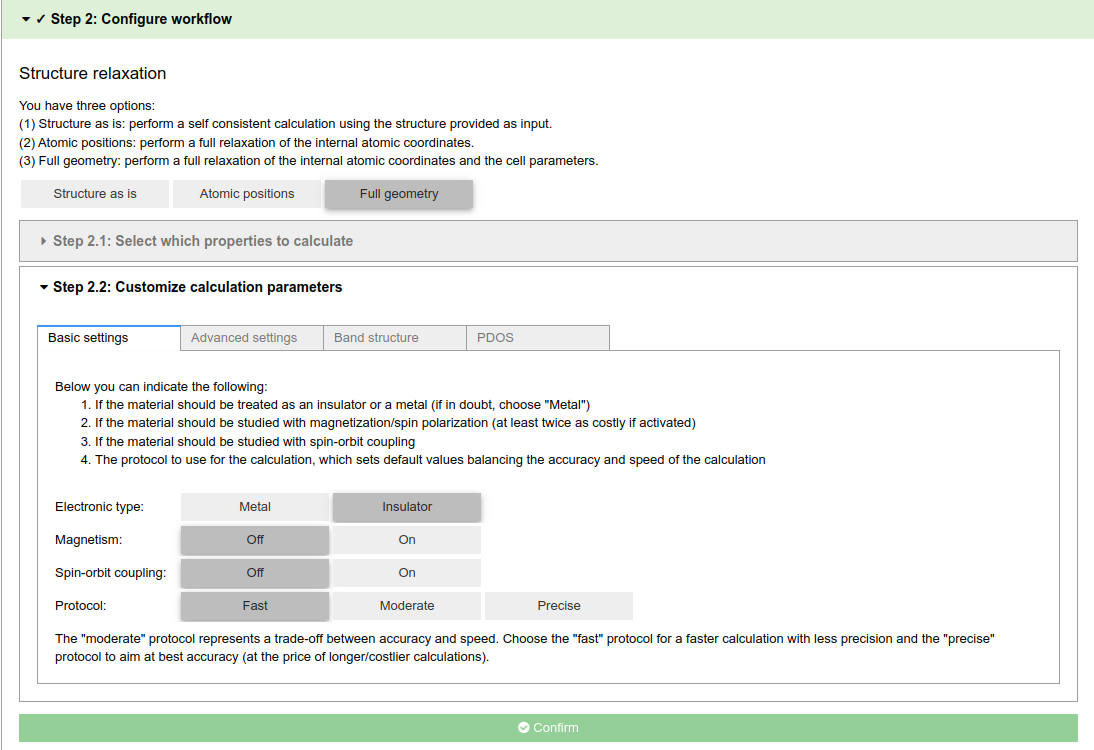 ✓ Step 2: Configure workflow
Structure relaxation
You have three options:
(1) Structure as is: perform a self consistent calculation using the structure provided as input.
(2) Atomic positions: perform a full relaxation of the internal atomic coordinates.
(3) Full geometry: perform a full relaxation of the internal atomic coordinates and the cell parameters.
Structure as is Atomic positions Full geometry
Step 2.1: Select which properties to calculate
Step 2.2: Customize calculation parameters
Basic settings Advanced settings Band structure PDOS
Below you can indicate the following:
1. If the material should be treated as an insulator or a metal (if in doubt, choose "Metal")
2. If the material should be studied with magnetization/spin polarization (at least twice as costly if activated)
3. If the material should be studied with spin-orbit coupling
4. The protocol to use for the calculation, which sets default values balancing the accuracy and speed of the calculation
Electronic type: Metal Insulator
Magnetism: Off On
Spin-orbit coupling: Off On
Protocol: Fast Moderate Precise
The "moderate" protocol represents a trade-off between accuracy and speed. Choose the "fast" protocol for a faster calculation with less precision and the "precise"
protocol to aim at best accuracy (at the price of longer/costlier calculations).
Confirm